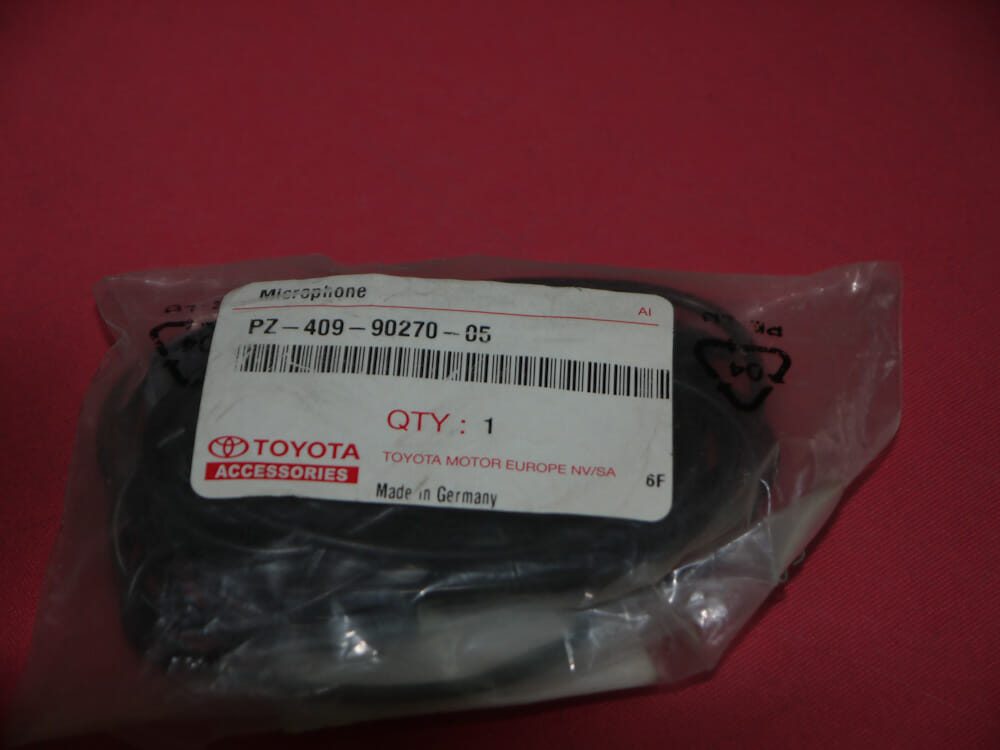 Microphone
AI
PZ-409-90270-05
QTY: 1
TOYOTA
ACCESSORIES
TOYOTA MOTOR EUROPE NV/SA
6F
Made in Germany
04